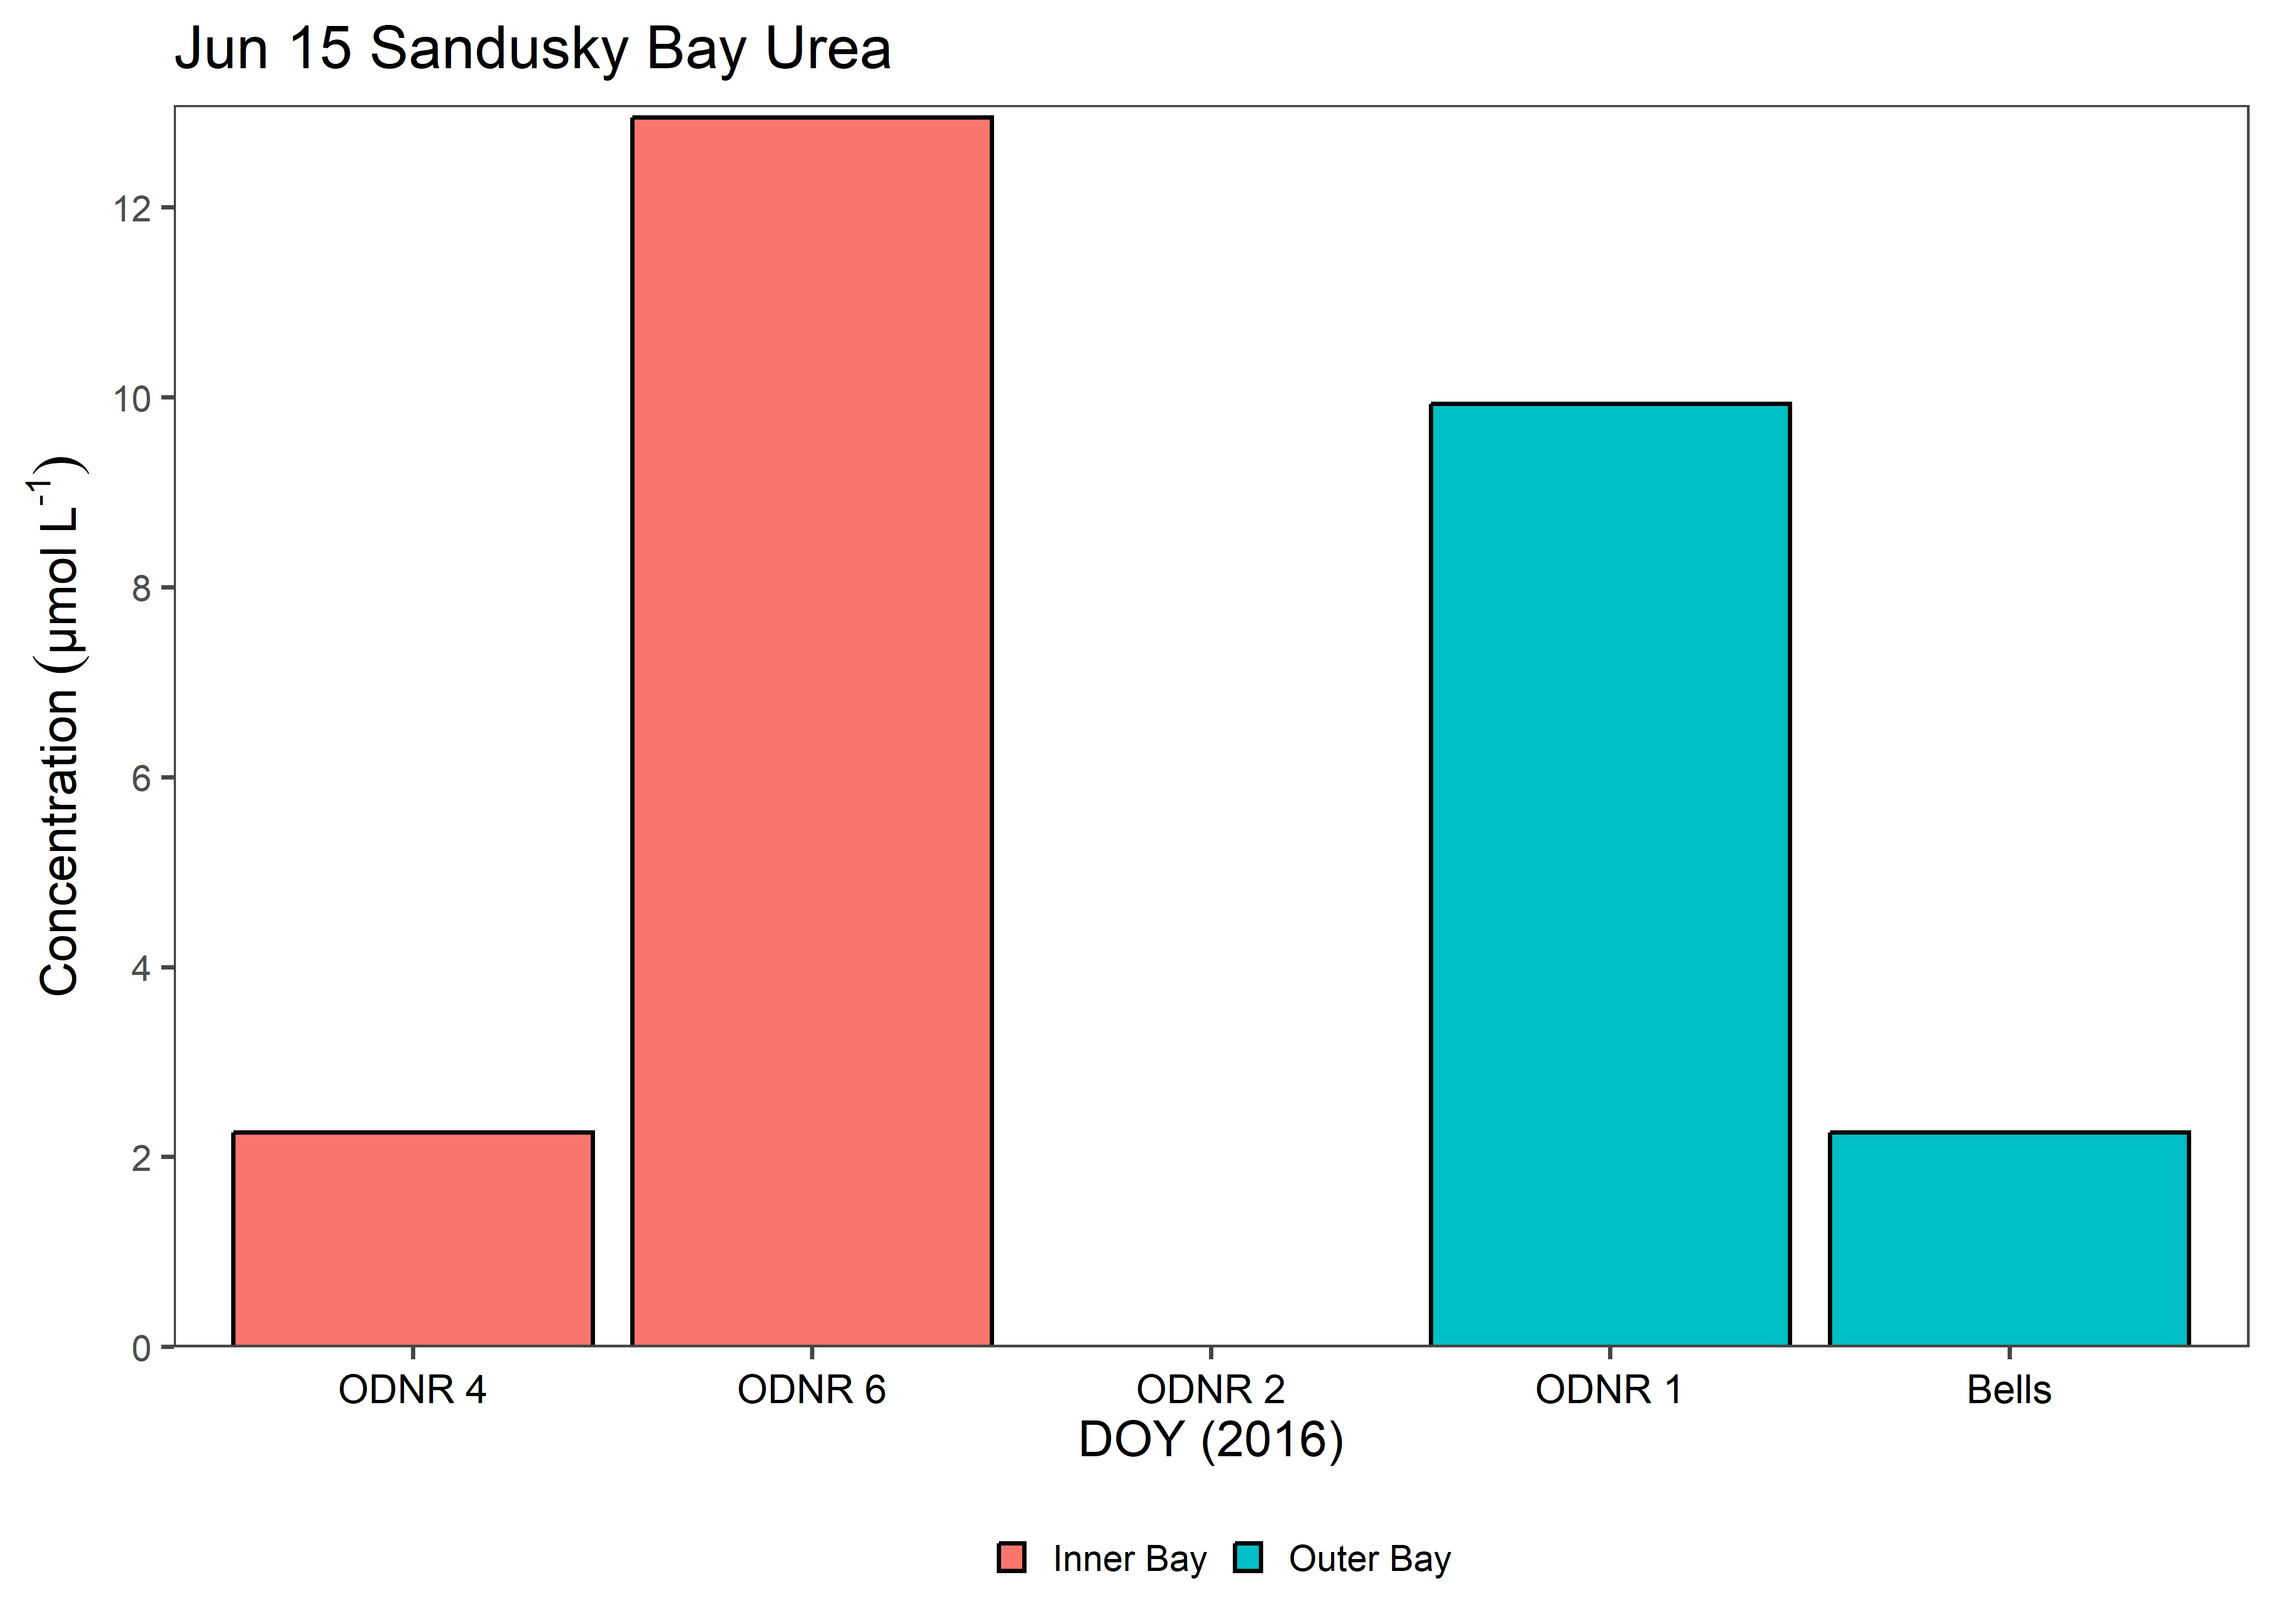 Jun 15 Sandusky Bay Urea
Concentration (µmol L⁻¹)
12
10
8
6
4
2
0
ODNR 4 ODNR 6 ODNR 2 ODNR 1 Bells
DOY (2016)
Inner Bay Outer Bay